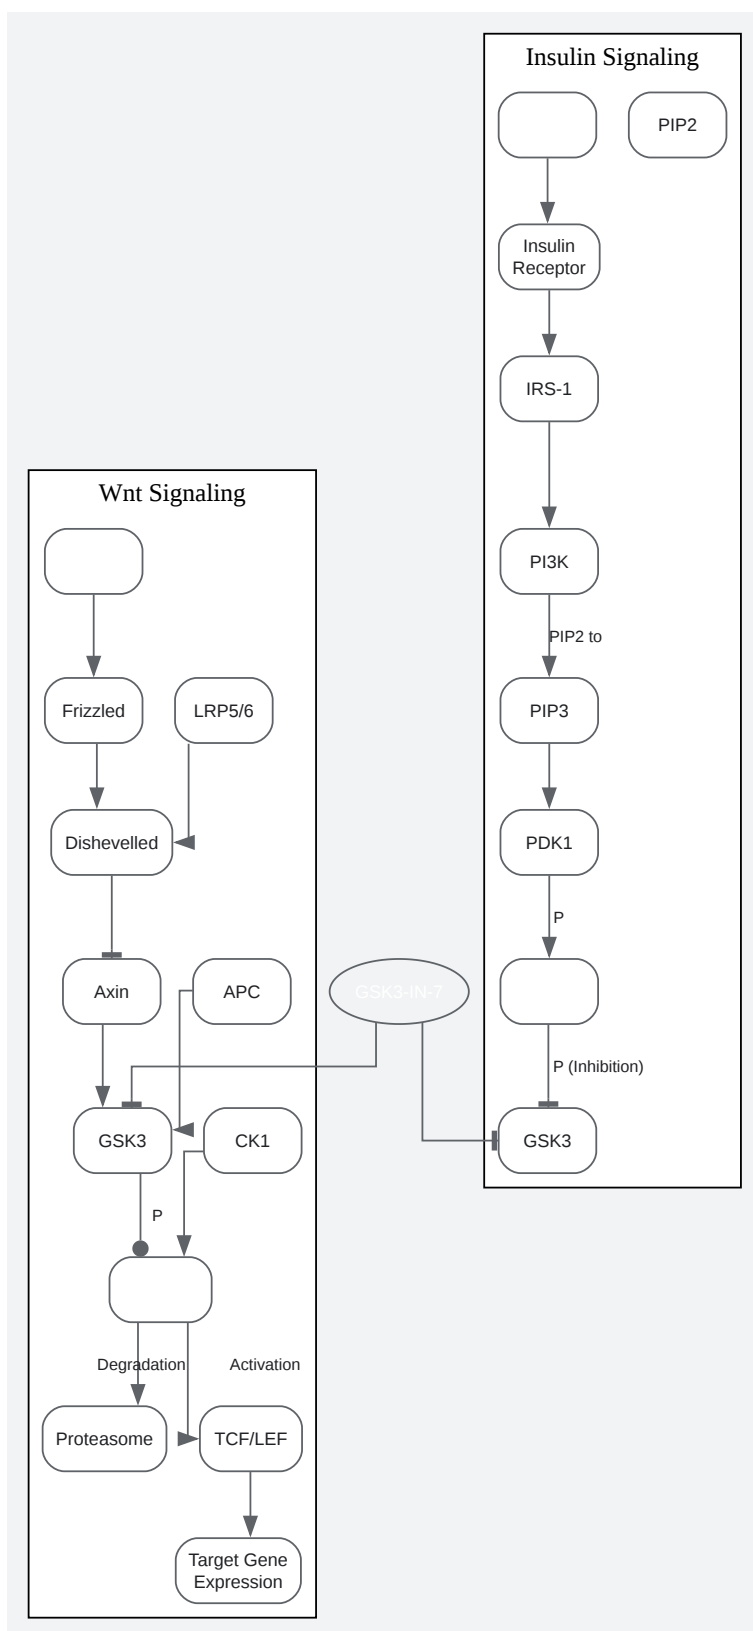 Insulin Signaling
PIP2
Insulin
Receptor
IRS-1
PI3K
PIP2 to
PIP3
PDK1
P
P (Inhibition)
GSK3
GSK3-IN-7
Wnt Signaling
Frizzled
LRP5/6
Dishevelled
Axin
APC
GSK3
CK1
P
Degradation
Activation
Proteasome
TCF/LEF
Target Gene
Expression